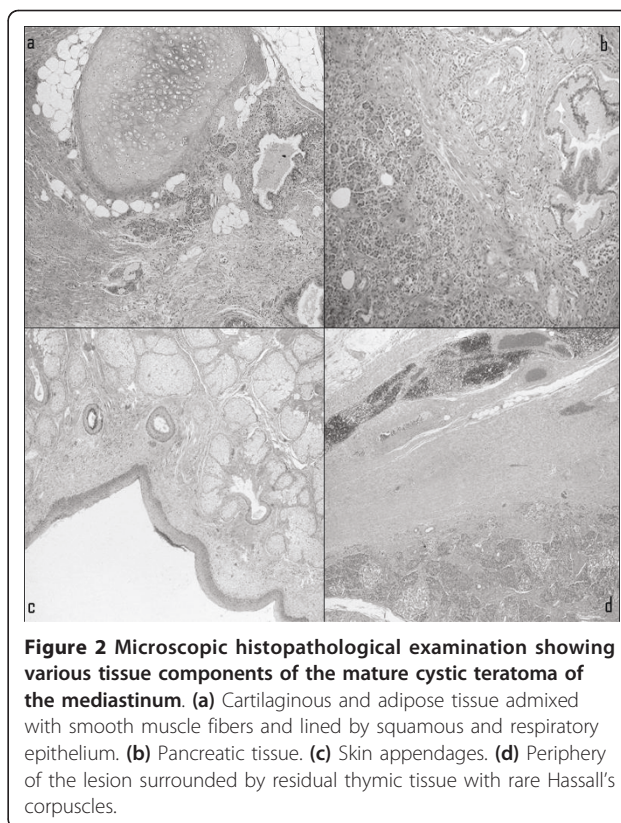 a
b
c
d
Figure 2 Microscopic histopathological examination showing
various tissue components of the mature cystic teratoma of
the mediastinum. (a) Cartilaginous and adipose tissue admixed
with smooth muscle fibers and lined by squamous and respiratory
epithelium. (b) Pancreatic tissue. (c) Skin appendages. (d) Periphery
of the lesion surrounded by residual thymic tissue with rare Hassall's
corpuscles.